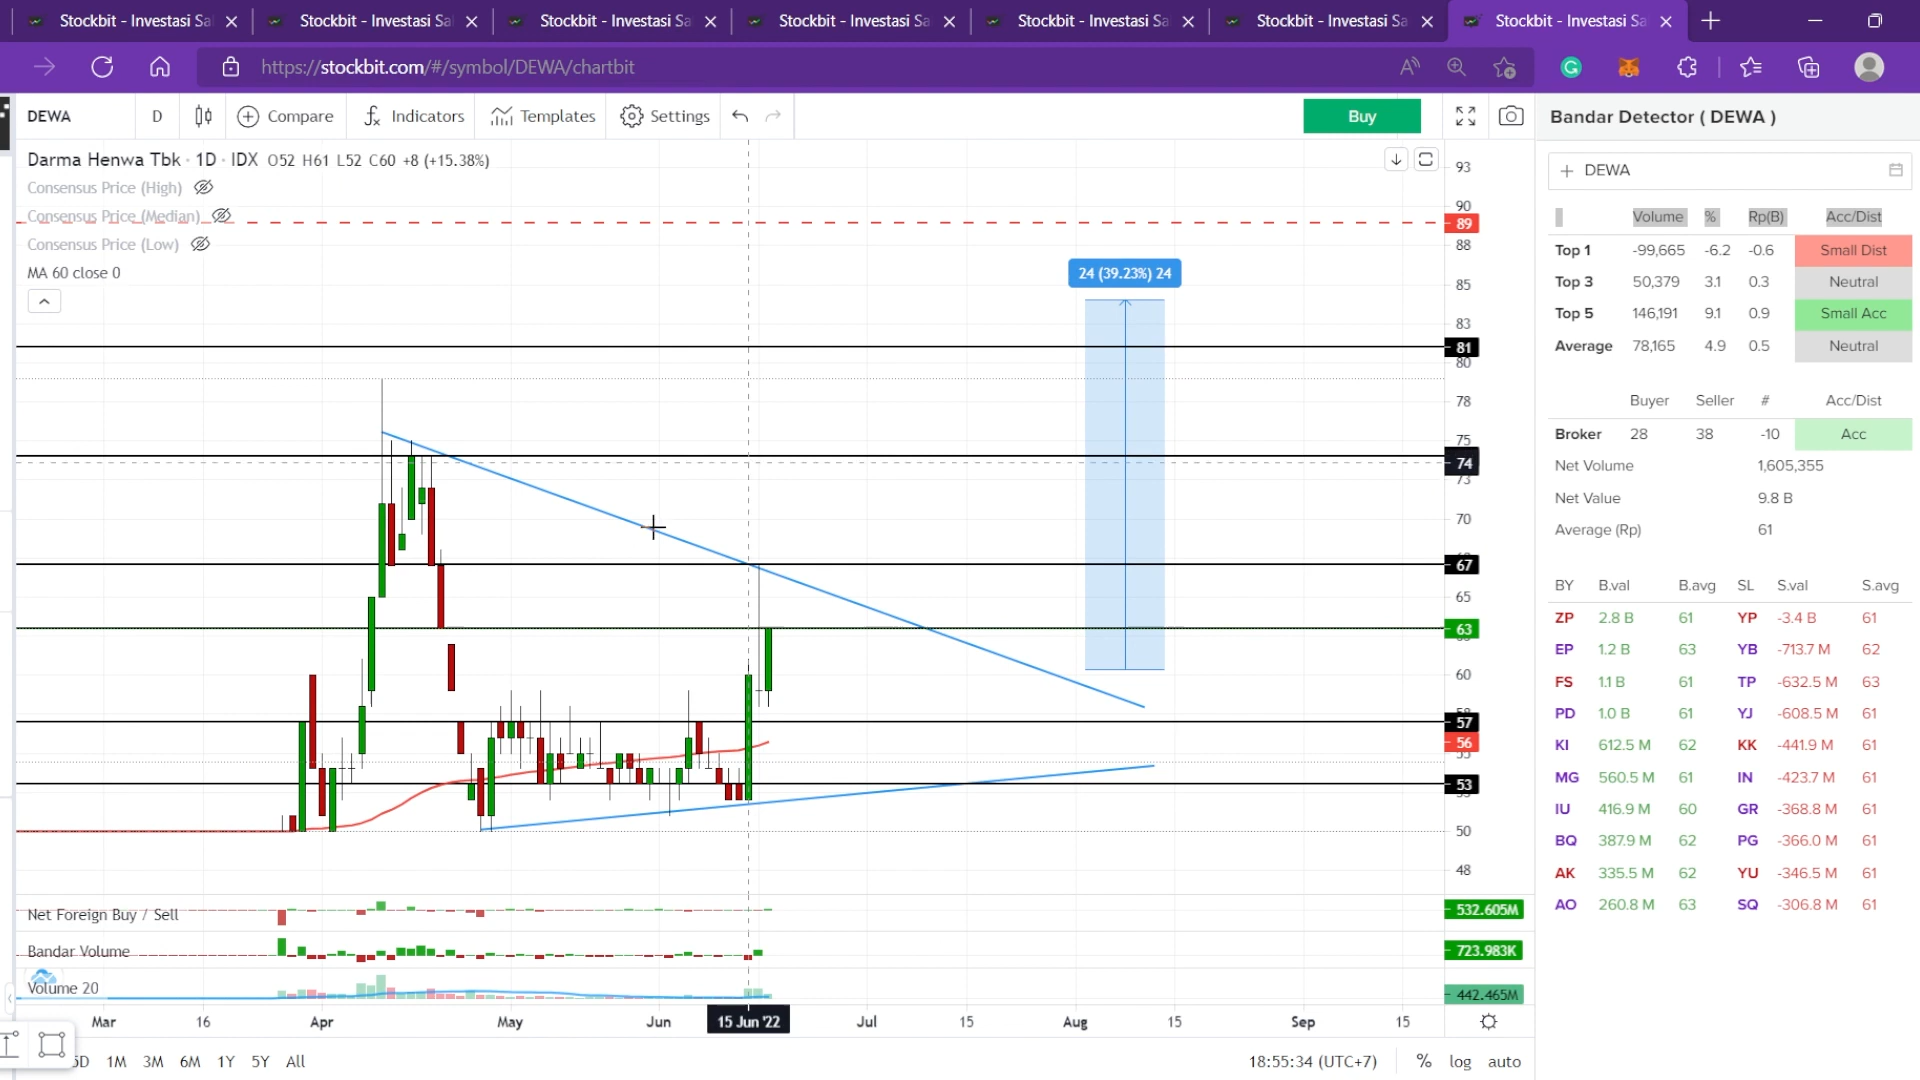 Stockbit - Investasi Sa
Stockbit - Investasi Sa
Stockbit - Investasi Sa
Stockbit - Investasi Sa
Stockbit - Investasi Sa
Stockbit - Investasi Sa
Stockbit - Investasi Sa
https://stockbit.com/#/symbol/DEWA/chartbit
DEWA D Compare Indicators Templates Settings Buy
Darma Henwa Tbk · 1D · IDX O52 H61 L52 C60 +8 (+15.38%)
Consensus Price (High)
Consensus Price (Median)
Consensus Price (Low)
MA 60 close 0
24 (39.23%) 24
93
90
89
88
85
83
81
80
78
75
74
73
70
67
65
63
60
57
56
53
50
48
Net Foreign Buy / Sell 532.605M
Bandar Volume 723.983K
Volume 20 442.465M
Mar 16 Apr May Jun 15 Jun '22 Jul 15 Aug 15 Sep 15
5D 1M 3M 6M 1Y 5Y All 18:55:34 (UTC+7) % log auto
Bandar Detector ( DEWA )
DEWA
Volume % Rp(B) Acc/Dist
Top 1 -99,665 -6.2 -0.6 Small Dist
Top 3 50,379 3.1 0.3 Neutral
Top 5 146,191 9.1 0.9 Small Acc
Average 78,165 4.9 0.5 Neutral
Buyer Seller # Acc/Dist
Broker 28 38 -10 Acc
Net Volume 1,605,355
Net Value 9.8 B
Average (Rp) 61
BY B.val B.avg SL S.val S.avg
ZP 2.8 B 61 YP -3.4 B 61
EP 1.2 B 63 YB -713.7 M 62
FS 1.1 B 61 TP -632.5 M 63
PD 1.0 B 61 YJ -608.5 M 61
KI 612.5 M 62 KK -441.9 M 61
MG 560.5 M 61 IN -423.7 M 61
IU 416.9 M 60 GR -368.8 M 61
BQ 387.9 M 62 PG -366.0 M 61
AK 335.5 M 62 YU -346.5 M 61
AO 260.8 M 63 SQ -306.8 M 61